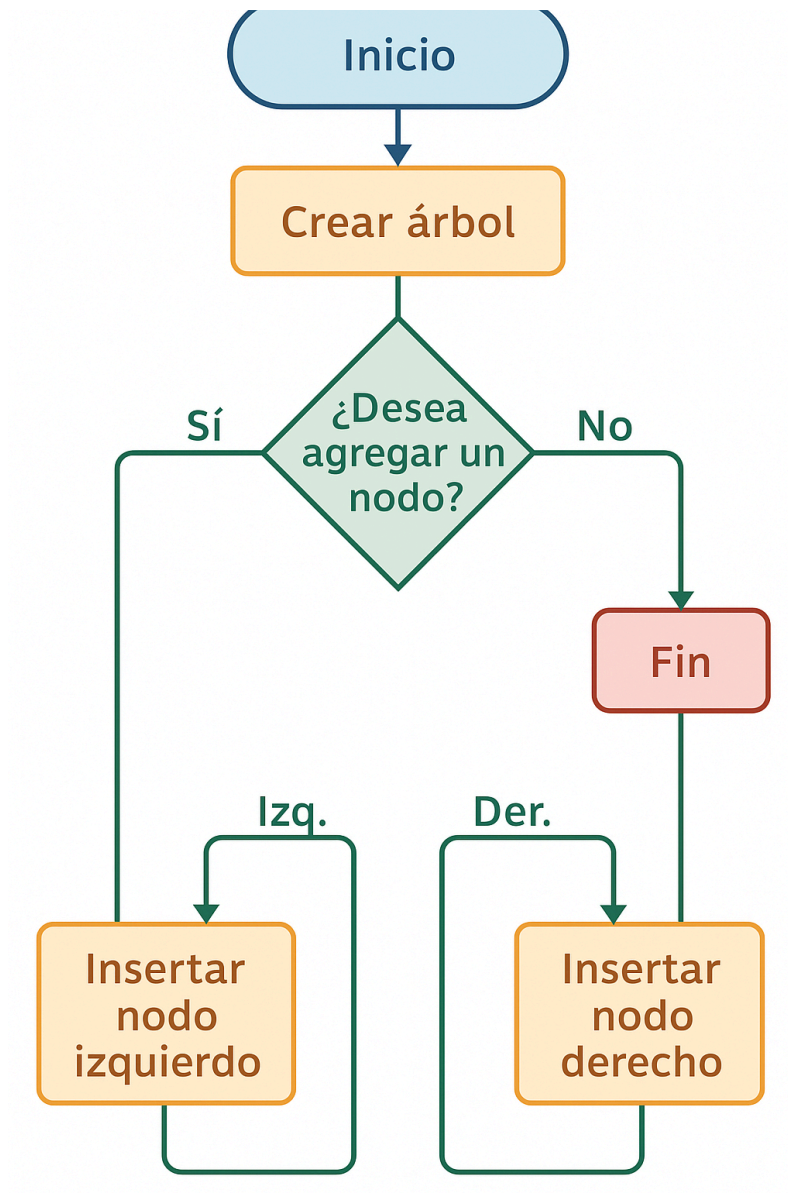 Inicio
Crear árbol
¿Desea
agregar un
nodo?
Sí
No
Fin
Izq.
Der.
Insertar
nodo
izquierdo
Insertar
nodo
derecho